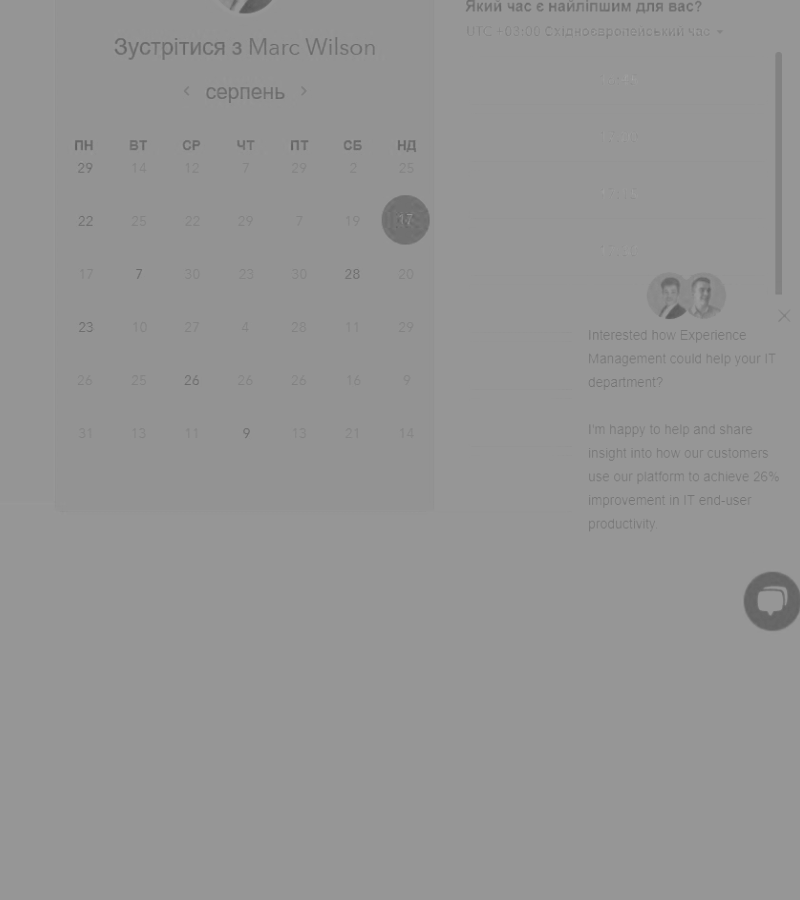 Зустрітися з Marc Wilson
серпень
ПН ВТ СР ЧТ ПТ СБ НД
29 14 12 7 29 2 25
22 25 22 29 7 19 17
17 7 30 23 30 28 20
23 10 27 4 28 11 29
26 25 26 26 26 16 9
31 13 11 9 13 21 14
Який час є найліпшим для вас?
UTC +03:00 Східноєвропейський час
Interested how Experience
Management could help your IT
department?
I'm happy to help and share
insight into how our customers
use our platform to achieve 26%
improvement in IT end-user
productivity